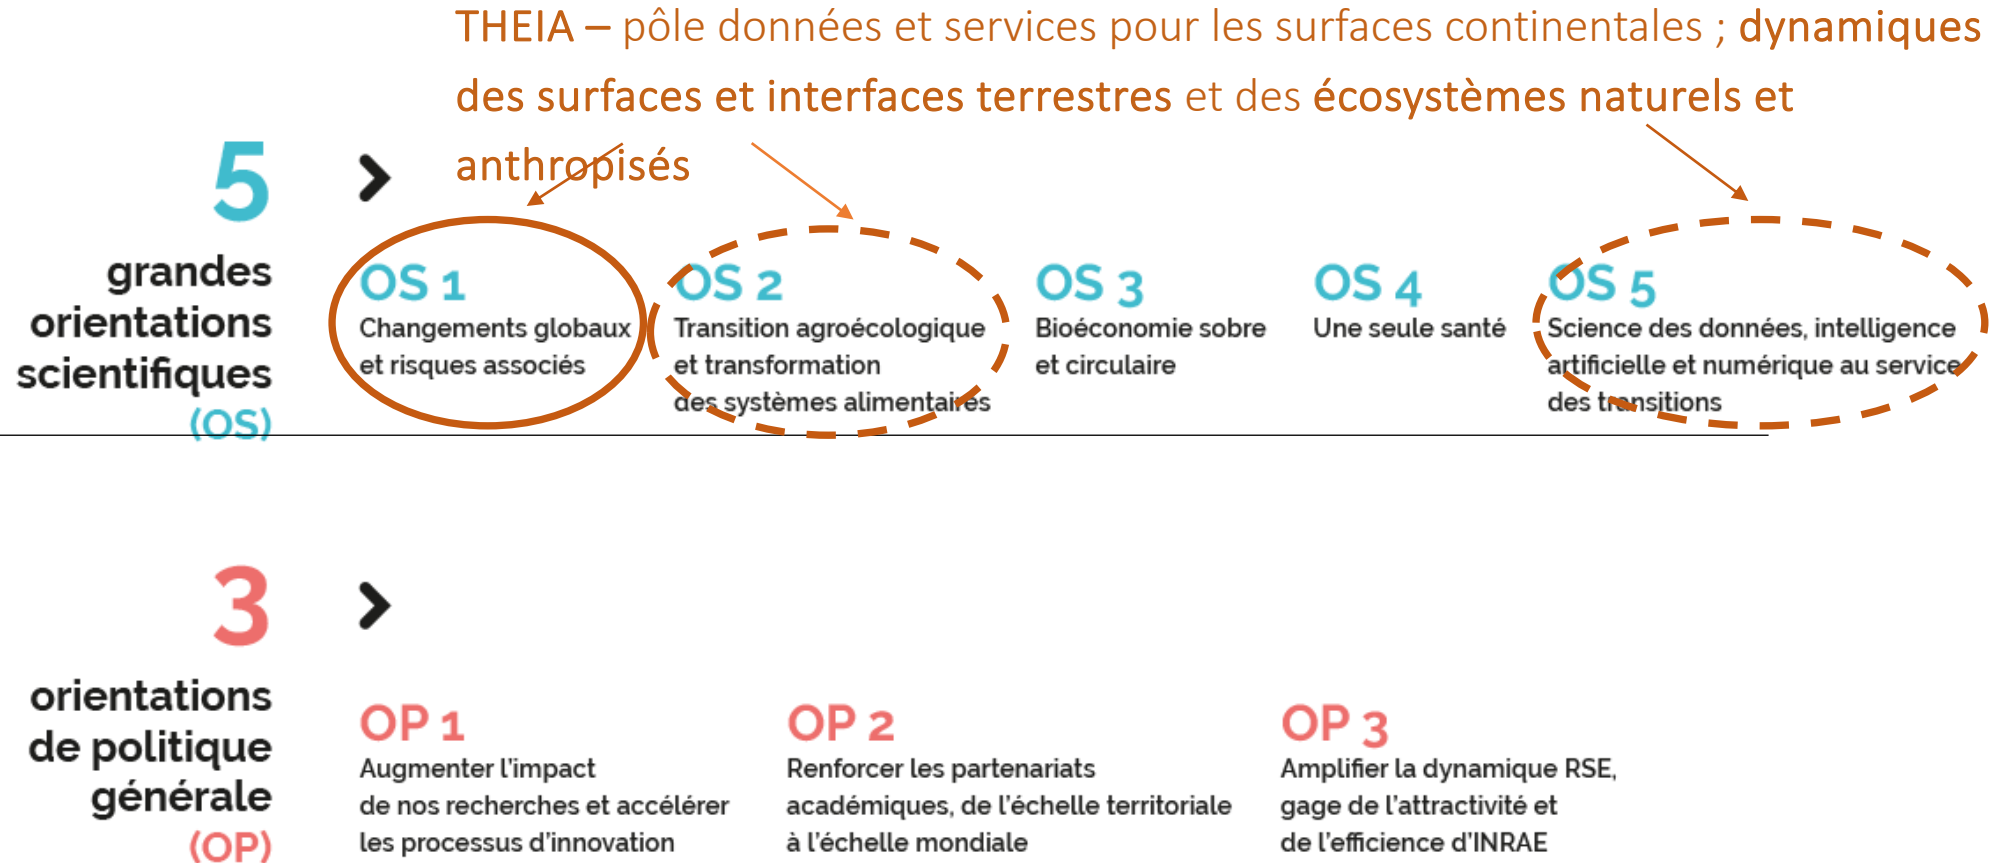 THEIA – pôle données et services pour les surfaces continentales ; dynamiques
des surfaces et interfaces terrestres et des écosystèmes naturels et
anthropisés
5
grandes
orientations
scientifiques
(OS)
OS 1
Changements globaux
et risques associés
OS 2
Transition agroécologique
et transformation
des systèmes alimentaires
OS 3
Bioéconomie sobre
et circulaire
OS 4
Une seule santé
OS 5
Science des données, intelligence
artificielle et numérique au service
des transitions
3
orientations
de politique
générale
(OP)
OP 1
Augmenter l'impact
de nos recherches et accélérer
les processus d'innovation
OP 2
Renforcer les partenariats
académiques, de l'échelle territoriale
à l'échelle mondiale
OP 3
Amplifier la dynamique RSE,
gage de l'attractivité et
de l'efficience d'INRAE